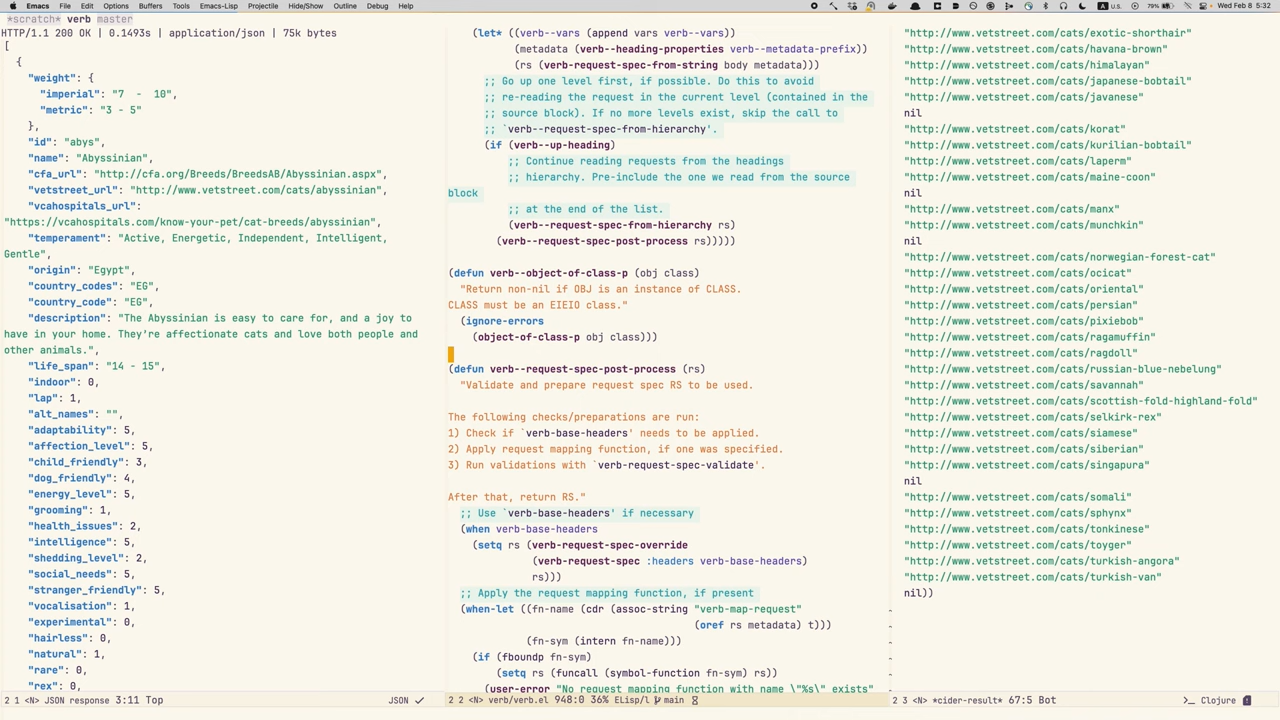 Emacs File Edit Options Buffers Tools Emacs-Lisp Projectile Hide/Show Outline Debug Help
A U.S. 79% Wed Feb 8 5:32
*scratch* verb master
HTTP/1.1 200 OK | 0.1493s | application/json | 75k bytes
[
{
"weight": {
"imperial": "7  -  10",
"metric": "3 - 5"
},
"id": "abys",
"name": "Abyssinian",
"cfa_url": "http://cfa.org/Breeds/BreedsAB/Abyssinian.aspx",
"vetstreet_url": "http://www.vetstreet.com/cats/abyssinian",
"vcahospitals_url":
"https://vcahospitals.com/know-your-pet/cat-breeds/abyssinian",
"temperament": "Active, Energetic, Independent, Intelligent,
Gentle",
"origin": "Egypt",
"country_codes": "EG",
"country_code": "EG",
"description": "The Abyssinian is easy to care for, and a joy to
have in your home. They're affectionate cats and love both people and
other animals.",
"life_span": "14 - 15",
"indoor": 0,
"lap": 1,
"alt_names": "",
"adaptability": 5,
"affection_level": 5,
"child_friendly": 3,
"dog_friendly": 4,
"energy_level": 5,
"grooming": 1,
"health_issues": 2,
"intelligence": 5,
"shedding_level": 2,
"social_needs": 5,
"stranger_friendly": 5,
"vocalisation": 1,
"experimental": 0,
"hairless": 0,
"natural": 1,
"rare": 0,
"rex": 0,
2 1 <N> JSON response 3:11 Top JSON ✓
(let* ((verb--vars (append vars verb--vars))
(metadata (verb--heading-properties verb--metadata-prefix))
(rs (verb-request-spec-from-string body metadata)))
;; Go up one level first, if possible. Do this to avoid
;; re-reading the request in the current level (contained in the
;; source block). If no more levels exist, skip the call to
;; `verb--request-spec-from-hierarchy'.
(if (verb--up-heading)
;; Continue reading requests from the headings
;; hierarchy. Pre-include the one we read from the source
block
;; at the end of the list.
(verb--request-spec-from-hierarchy rs)
(verb--request-spec-post-process rs)))))
(defun verb--object-of-class-p (obj class)
"Return non-nil if OBJ is an instance of CLASS.
CLASS must be an EIEIO class."
(ignore-errors
(object-of-class-p obj class)))
(defun verb--request-spec-post-process (rs)
"Validate and prepare request spec RS to be used.
The following checks/preparations are run:
1) Check if `verb-base-headers' needs to be applied.
2) Apply request mapping function, if one was specified.
3) Run validations with `verb-request-spec-validate'.
After that, return RS."
;; Use `verb-base-headers' if necessary
(when verb-base-headers
(setq rs (verb-request-spec-override
(verb-request-spec :headers verb-base-headers)
rs)))
;; Apply the request mapping function, if present
(when-let ((fn-name (cdr (assoc-string "verb-map-request"
(oref rs metadata) t)))
(fn-sym (intern fn-name)))
(if (fboundp fn-sym)
(setq rs (funcall (symbol-function fn-sym) rs))
(user-error "No request mapping function with name \"%s\" exists"
2 2 <N> verb/verb.el 948:0 36% ELisp/l main
"http://www.vetstreet.com/cats/exotic-shorthair"
"http://www.vetstreet.com/cats/havana-brown"
"http://www.vetstreet.com/cats/himalayan"
"http://www.vetstreet.com/cats/japanese-bobtail"
"http://www.vetstreet.com/cats/javanese"
nil
"http://www.vetstreet.com/cats/korat"
"http://www.vetstreet.com/cats/kurilian-bobtail"
"http://www.vetstreet.com/cats/laperm"
"http://www.vetstreet.com/cats/maine-coon"
nil
"http://www.vetstreet.com/cats/manx"
"http://www.vetstreet.com/cats/munchkin"
nil
"http://www.vetstreet.com/cats/norwegian-forest-cat"
"http://www.vetstreet.com/cats/ocicat"
"http://www.vetstreet.com/cats/oriental"
"http://www.vetstreet.com/cats/persian"
"http://www.vetstreet.com/cats/pixiebob"
"http://www.vetstreet.com/cats/ragamuffin"
"http://www.vetstreet.com/cats/ragdoll"
"http://www.vetstreet.com/cats/russian-blue-nebelung"
"http://www.vetstreet.com/cats/savannah"
"http://www.vetstreet.com/cats/scottish-fold-highland-fold"
"http://www.vetstreet.com/cats/selkirk-rex"
"http://www.vetstreet.com/cats/siamese"
"http://www.vetstreet.com/cats/siberian"
"http://www.vetstreet.com/cats/singapura"
nil
"http://www.vetstreet.com/cats/somali"
"http://www.vetstreet.com/cats/sphynx"
"http://www.vetstreet.com/cats/tonkinese"
"http://www.vetstreet.com/cats/toyger"
"http://www.vetstreet.com/cats/turkish-angora"
"http://www.vetstreet.com/cats/turkish-van"
nil))
2 3 <N> *cider-result* 67:5 Bot Clojure